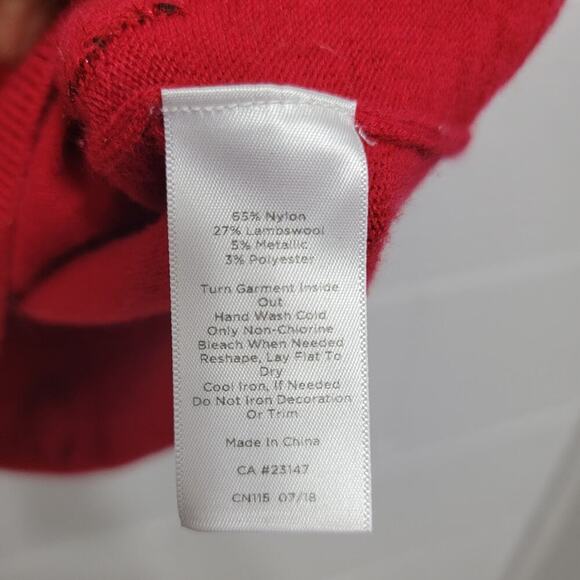 65% Nylon
27% Lambswool
5% Metallic
3% Polyester
Turn Garment Inside
Out
Hand Wash Cold
Only Non-Chlorine
Bleach When Needed
Reshape, Lay Flat To
Dry
Cool Iron, If Needed
Do Not Iron Decoration
Or Trim
Made In China
CA #23147
CN115 07/18